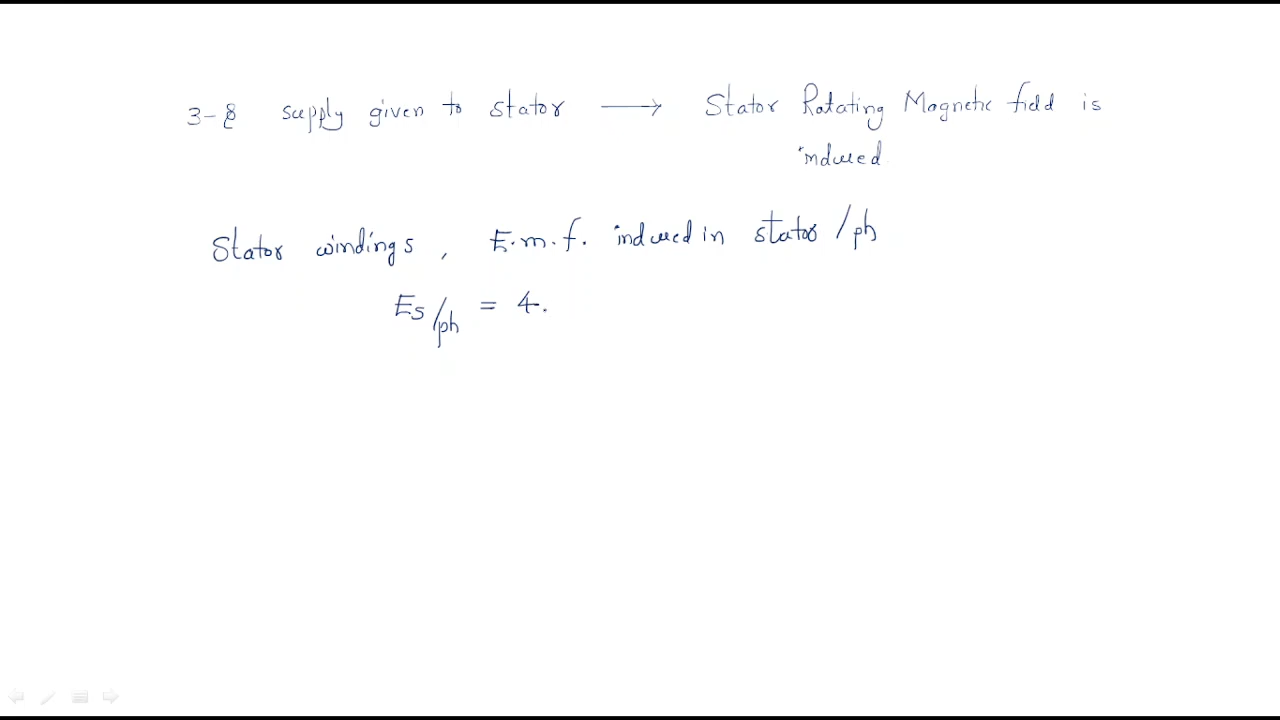 3-ϕ supply given to stator ⟶ Stator Rotating Magnetic field is
induced
Stator windings, E.m.f. induced in stator/ph
Es/ph = 4.